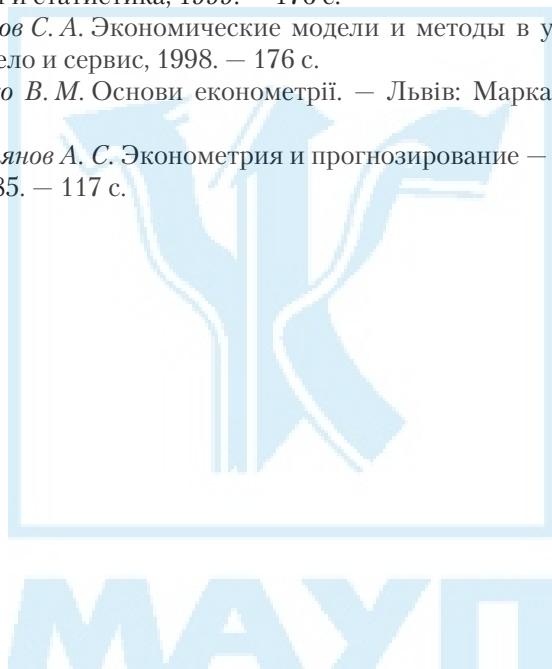 и статистика, 1999. — 176 с.
ов С. А. Экономические модели и методы в у
ело и сервис, 1998. — 176 с.
о В. М. Основи економетрії. — Львів: Марка
янов А. С. Эконометрия и прогнозирование —
85. — 117 с.
МАУП